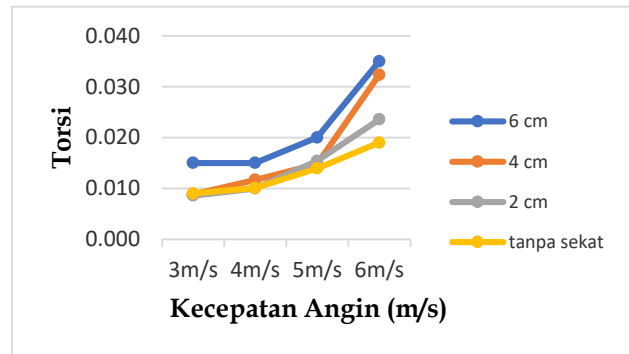 0.040
0.030
0.020
0.010
0.000
Torsi
3m/s 4m/s 5m/s 6m/s
Kecepatan Angin (m/s)
6 cm
4 cm
2 cm
tanpa sekat